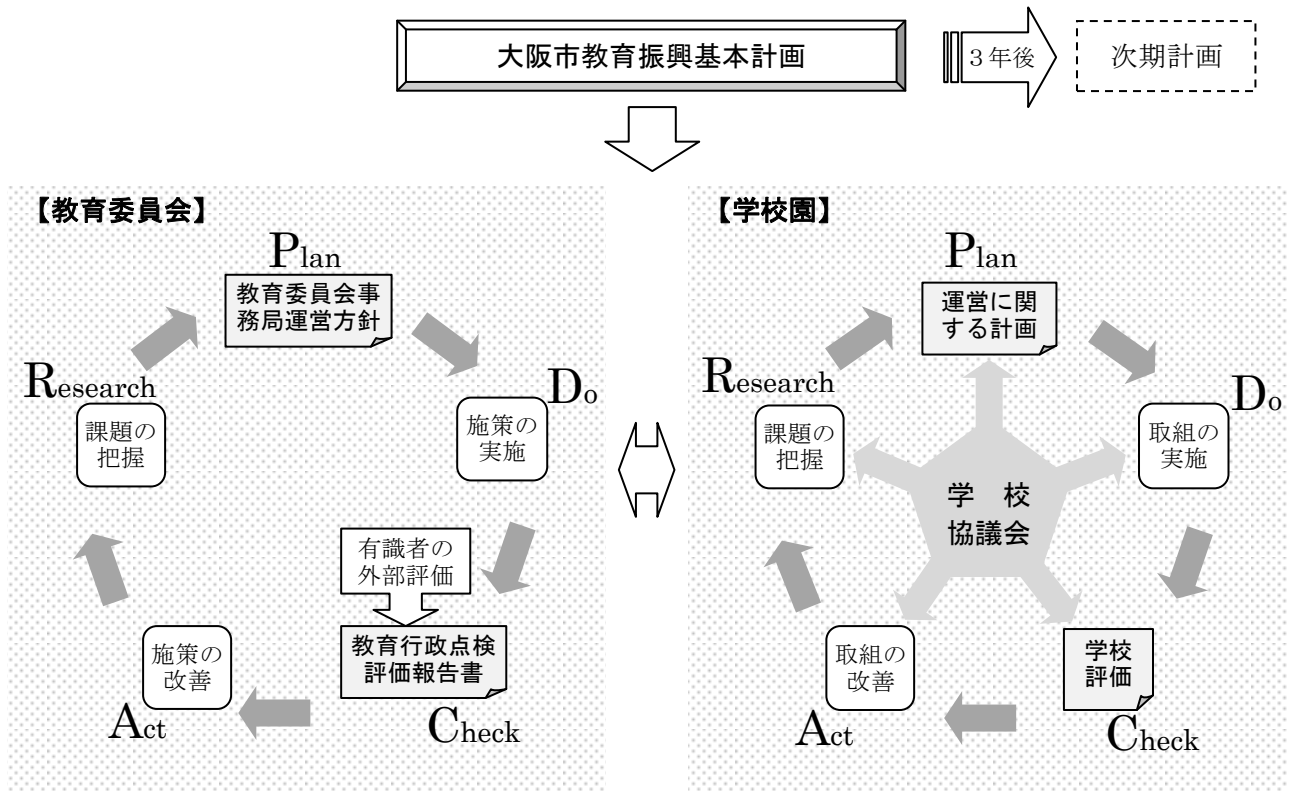 大阪市教育振興基本計画
３年後
次期計画
【教育委員会】
Plan
教育委員会事
務局運営方針
Do
施策の
実施
有識者の
外部評価
教育行政点検
評価報告書
Check
施策の
改善
Act
Research
課題の
把握
【学校園】
Plan
運営に関
する計画
Do
取組の
実施
学校
評価
Check
取組の
改善
Act
Research
課題の
把握
学　校
協議会